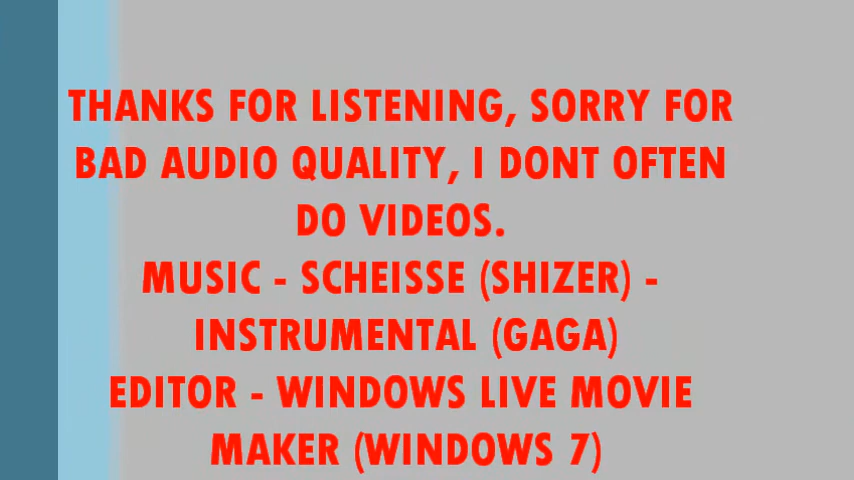 THANKS FOR LISTENING, SORRY FOR
BAD AUDIO QUALITY, I DONT OFTEN
DO VIDEOS.
MUSIC - SCHEISSE (SHIZER) -
INSTRUMENTAL (GAGA)
EDITOR - WINDOWS LIVE MOVIE
MAKER (WINDOWS 7)